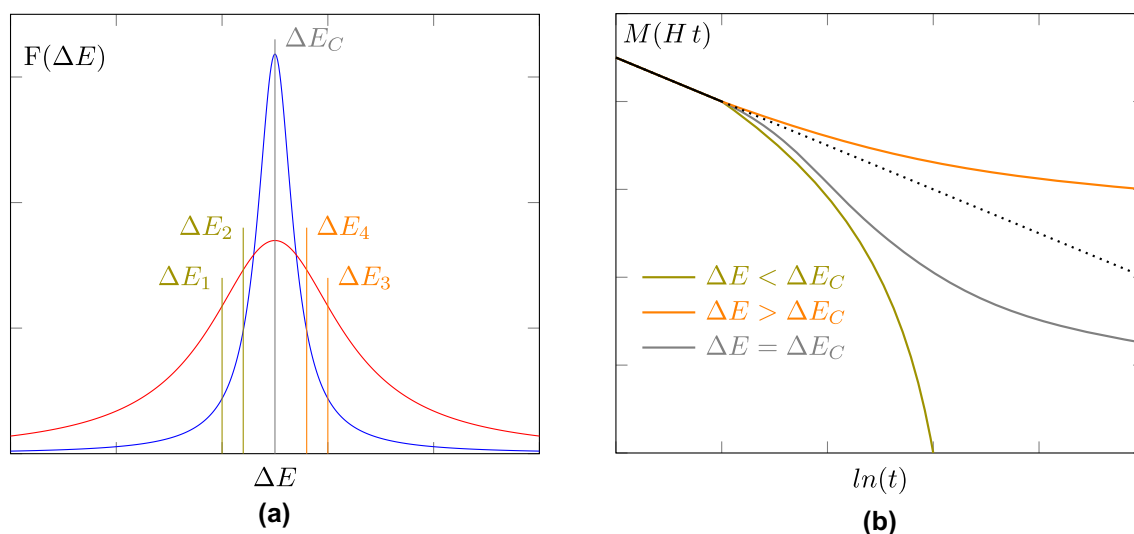 F(ΔE)
ΔE_C
ΔE_2
ΔE_4
ΔE_1
ΔE_3
ΔE
(a)
M(H t)
ΔE < ΔE_C
ΔE > ΔE_C
ΔE = ΔE_C
ln(t)
(b)